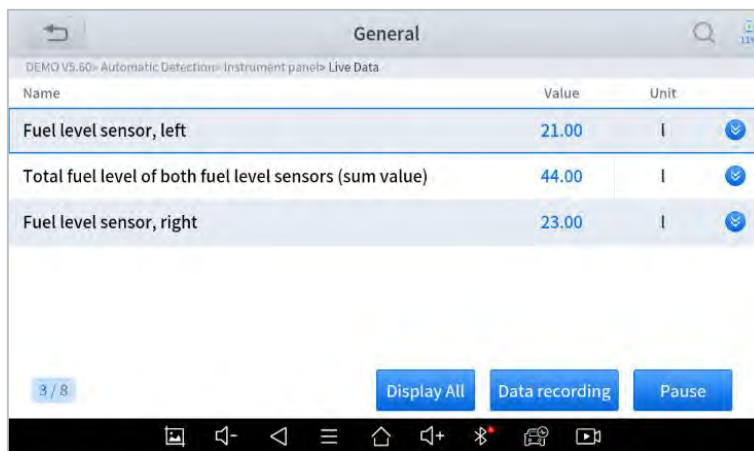 General
DEMO V5.60> Automatic Detection> Instrument panel> Live Data
Name Value Unit
Fuel level sensor, left 21.00 l
Total fuel level of both fuel level sensors (sum value) 44.00 l
Fuel level sensor, right 23.00 l
3 / 8 Display All Data recording Pause